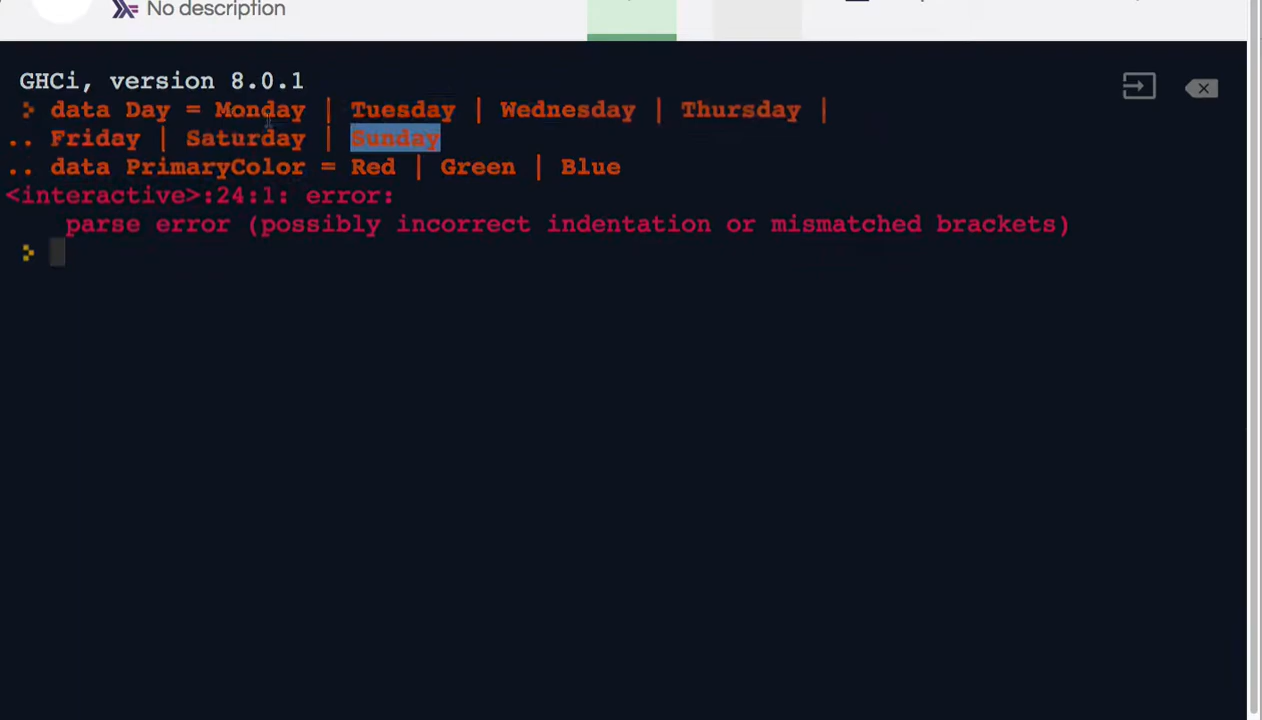 No description
GHCi, version 8.0.1
> data Day = Monday | Tuesday | Wednesday | Thursday |
.. Friday | Saturday | Sunday
.. data PrimaryColor = Red | Green | Blue
<interactive>:24:1: error:
parse error (possibly incorrect indentation or mismatched brackets)
>